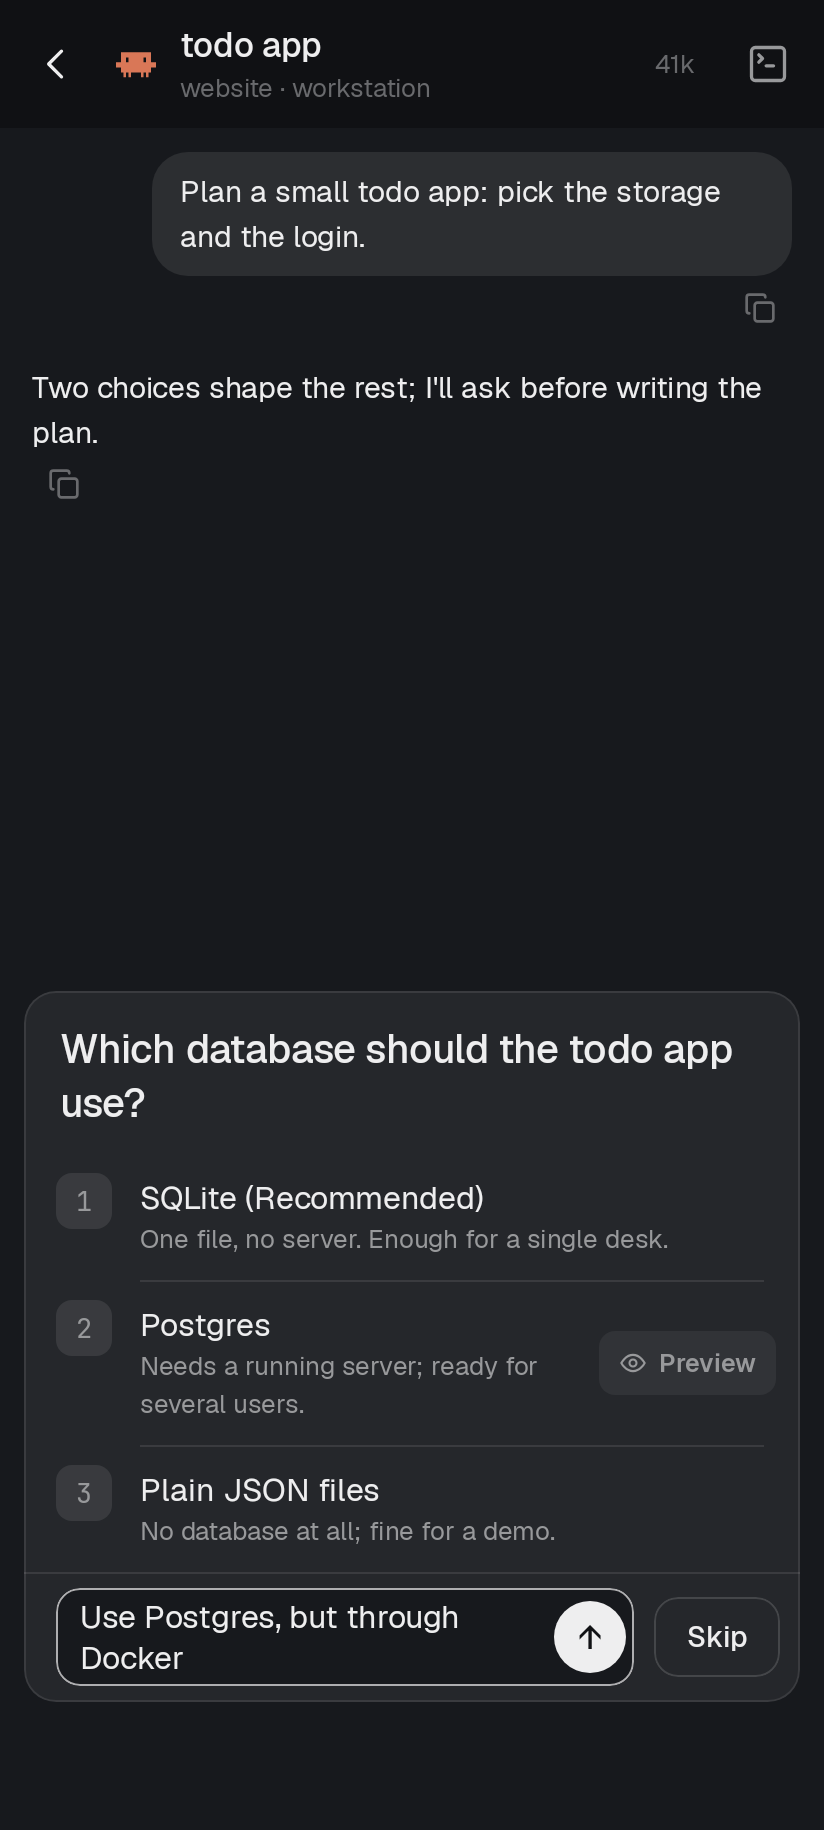 todo app
website · workstation
41k
Plan a small todo app: pick the storage
and the login.
Two choices shape the rest; I'll ask before writing the
plan.
Which database should the todo app
use?
1
SQLite (Recommended)
One file, no server. Enough for a single desk.
2
Postgres
Needs a running server; ready for
several users.
Preview
3
Plain JSON files
No database at all; fine for a demo.
Use Postgres, but through
Docker
Skip